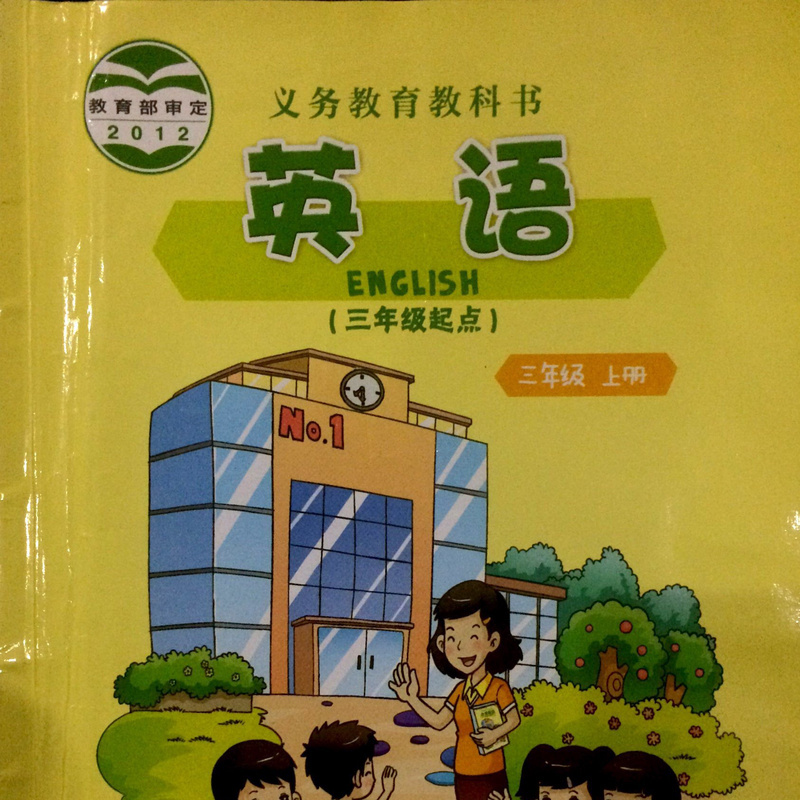 教育部审定
2012
义务教育教科书
英语
ENGLISH
(三年级起点)
三年级 上册
No.1